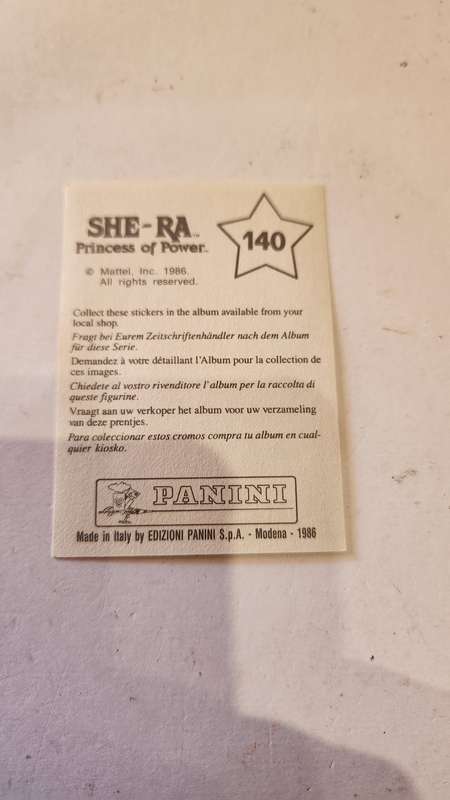 SHE-RA™
Princess of Power™
140
© Mattel, Inc. 1986.
All rights reserved.
Collect these stickers in the album available from your
local shop.
Fragt bei Eurem Zeitschriftenhändler nach dem Album
für diese Serie.
Demandez à votre détaillant l'Album pour la collection de
ces images.
Chiedete al vostro rivenditore l'album per la raccolta di
queste figurine.
Vraagt aan uw verkoper het album voor uw verzameling
van deze prentjes.
Para coleccionar estos cromos compra tu album en cual-
quier kiosko.
PANINI
Made in Italy by EDIZIONI PANINI S.p.A. - Modena - 1986